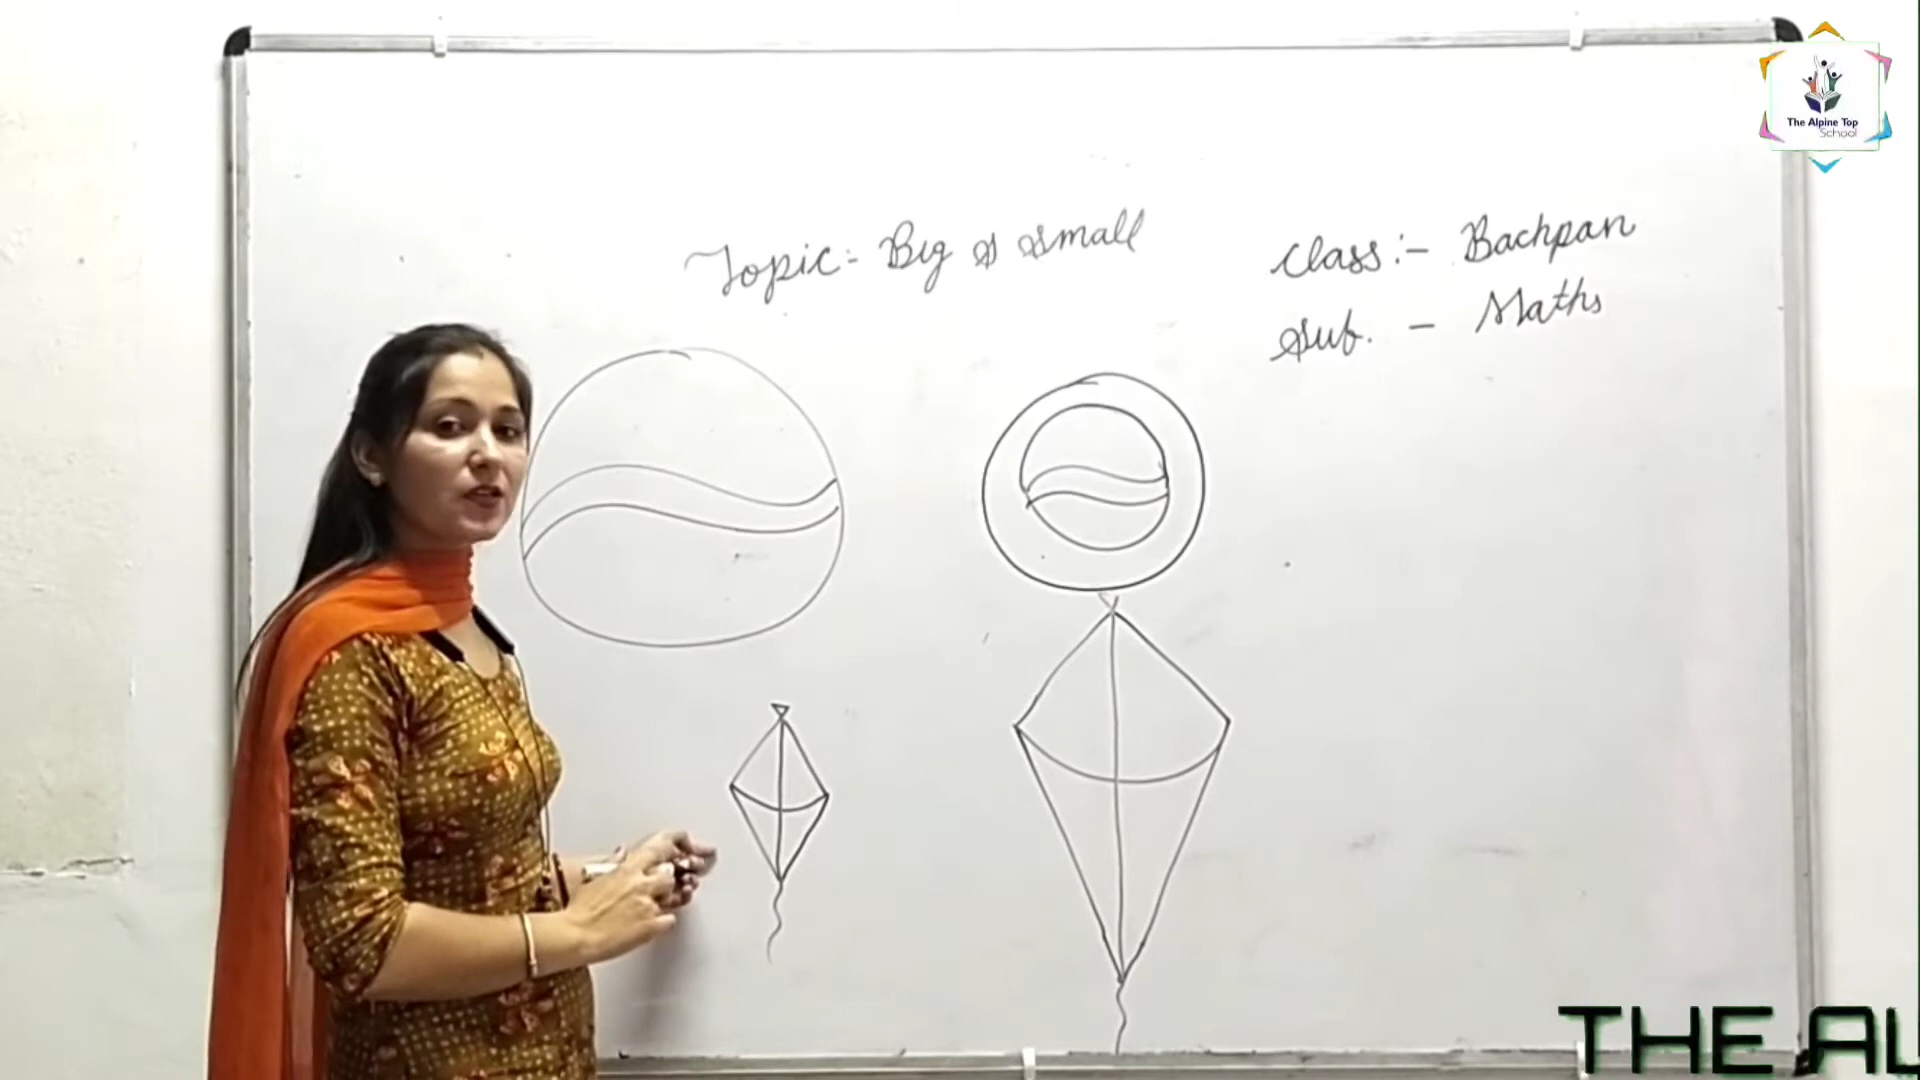 The Alpine Top
School
Topic:- Big & Small
Class:- Bachpan
Sub. - Maths
THE AL